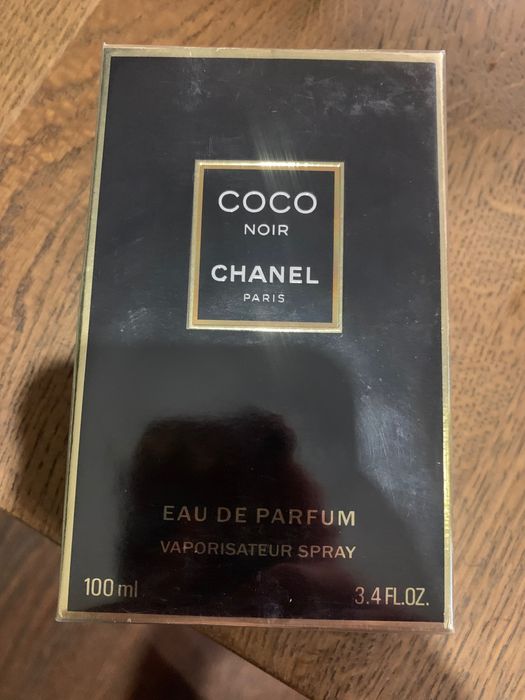 COCO
NOIR
CHANEL
PARIS
EAU DE PARFUM
VAPORISATEUR SPRAY
100 ml 3.4 FL.OZ.